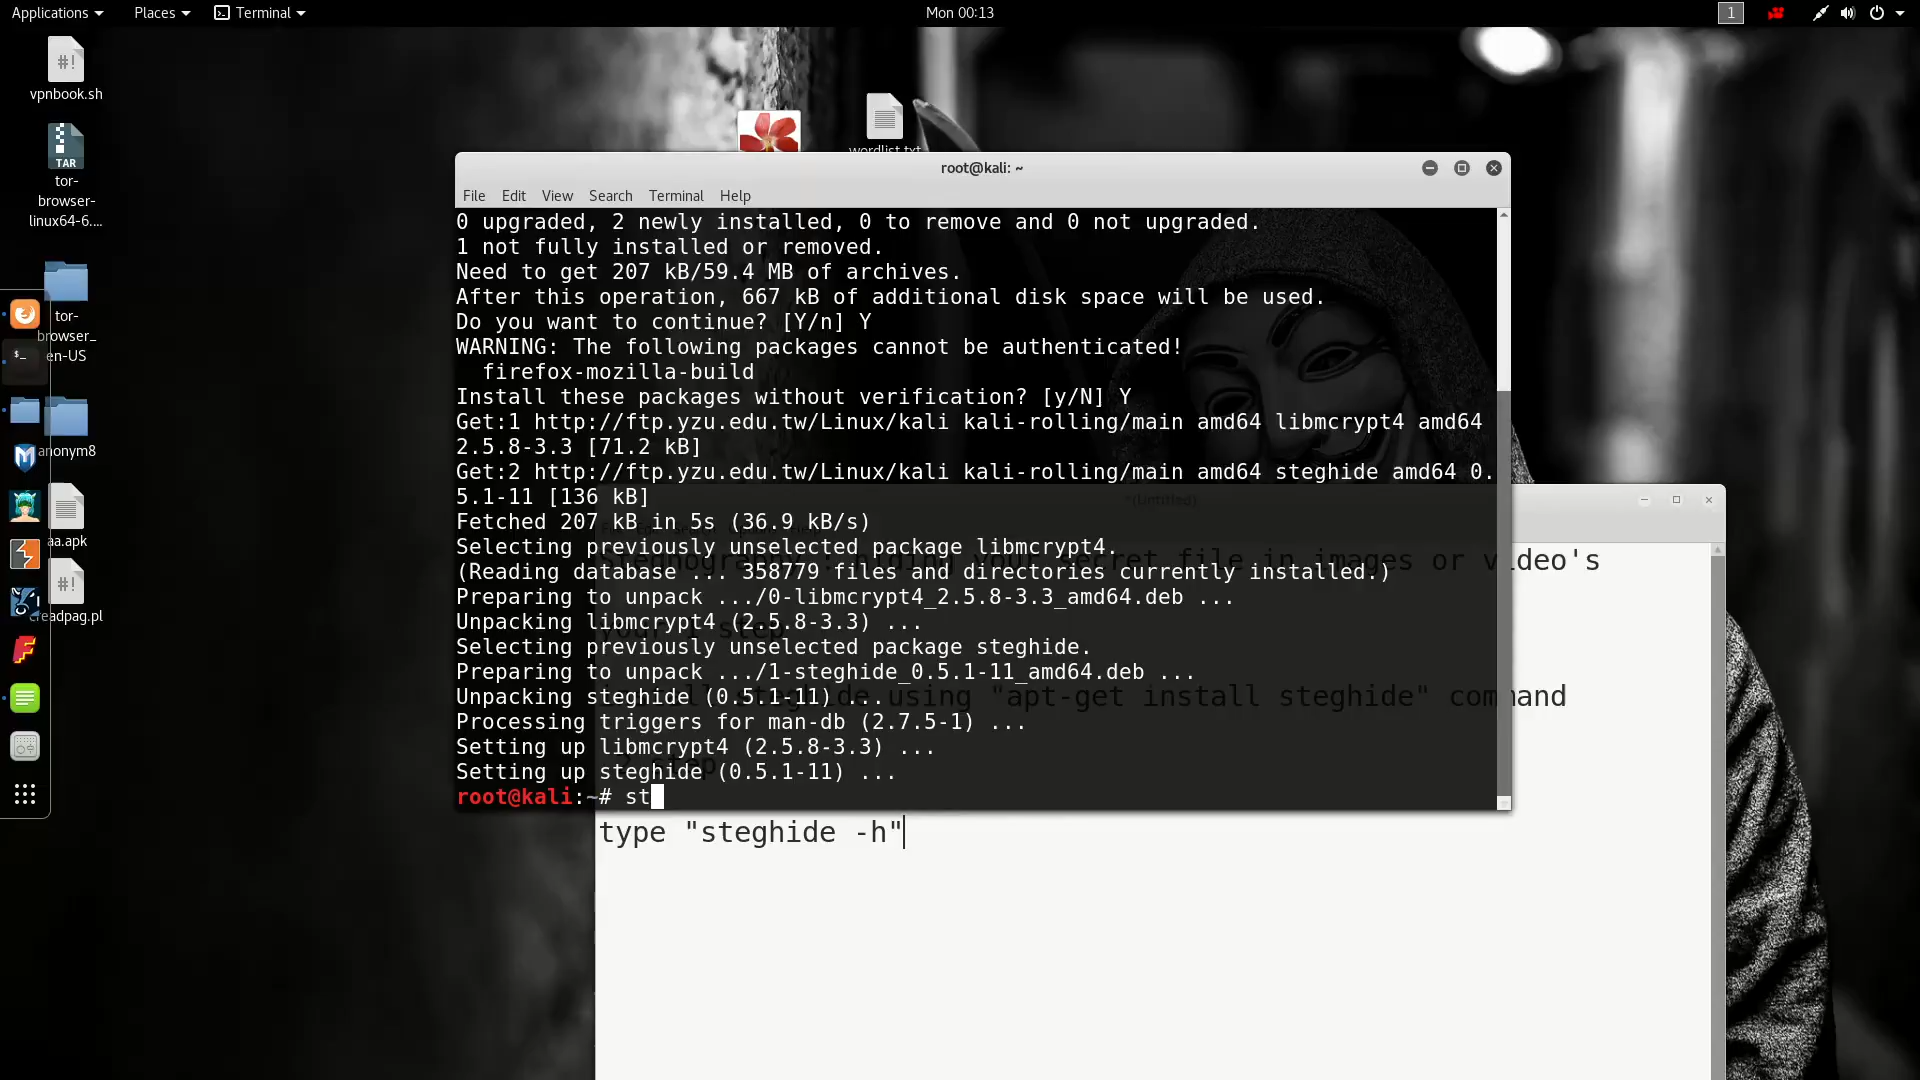 Applications Places Terminal Mon 00:13 1
#!
vpnbook.sh
TAR
tor-
browser-
linux64-6....
tor-
browser_
en-US
anonym8
aa.apk
#!
creadpag.pl
wordlist.txt
root@kali: ~
File Edit View Search Terminal Help
0 upgraded, 2 newly installed, 0 to remove and 0 not upgraded.
1 not fully installed or removed.
Need to get 207 kB/59.4 MB of archives.
After this operation, 667 kB of additional disk space will be used.
Do you want to continue? [Y/n] Y
WARNING: The following packages cannot be authenticated!
firefox-mozilla-build
Install these packages without verification? [y/N] Y
Get:1 http://ftp.yzu.edu.tw/Linux/kali kali-rolling/main amd64 libmcrypt4 amd64
2.5.8-3.3 [71.2 kB]
Get:2 http://ftp.yzu.edu.tw/Linux/kali kali-rolling/main amd64 steghide amd64 0.
5.1-11 [136 kB]
Fetched 207 kB in 5s (36.9 kB/s)
Selecting previously unselected package libmcrypt4.
(Reading database ... 358779 files and directories currently installed.)
Preparing to unpack .../0-libmcrypt4_2.5.8-3.3_amd64.deb ...
Unpacking libmcrypt4 (2.5.8-3.3) ...
Selecting previously unselected package steghide.
Preparing to unpack .../1-steghide_0.5.1-11_amd64.deb ...
Unpacking steghide (0.5.1-11) ...
Processing triggers for man-db (2.7.5-1) ...
Setting up libmcrypt4 (2.5.8-3.3) ...
Setting up steghide (0.5.1-11) ...
root@kali:~# st
*(Untitled)
hiding your secret file in images or video's
your 1 step
steghide using "apt-get install steghide" command
step
type "steghide -h"